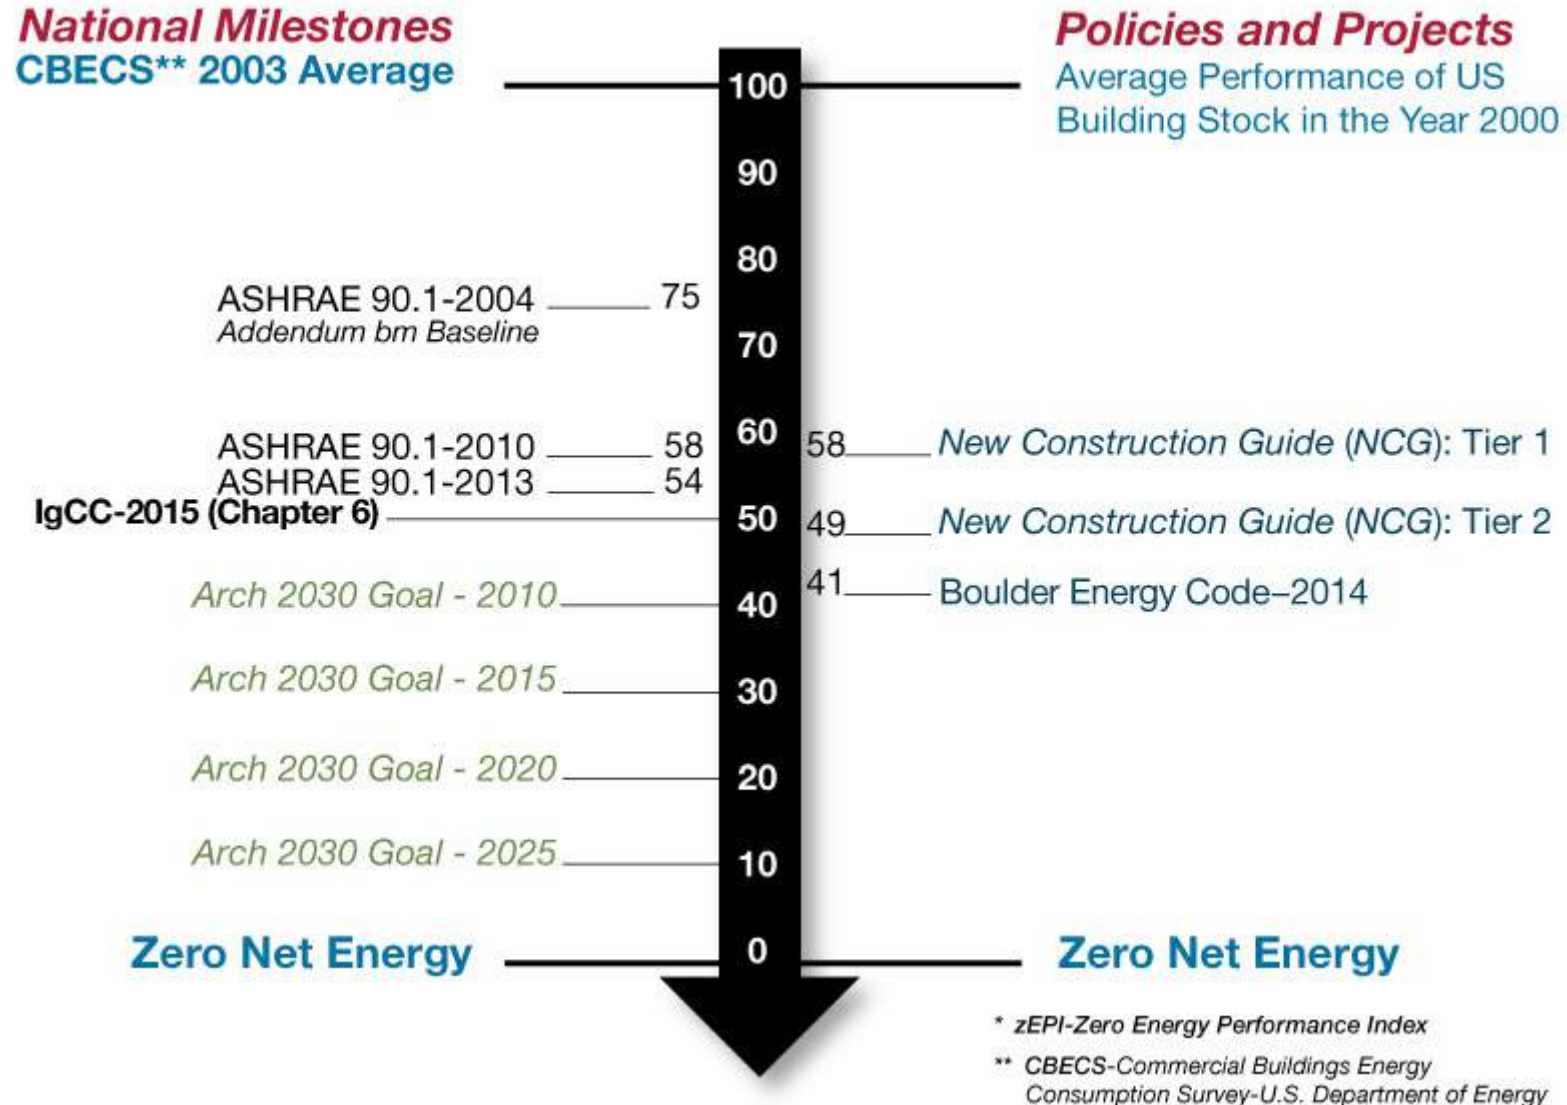 National Milestones
CBECS** 2003 Average
Policies and Projects
Average Performance of US
Building Stock in the Year 2000
100
90
80
ASHRAE 90.1-2004 75
Addendum bm Baseline
70
60
ASHRAE 90.1-2010 58
58 New Construction Guide (NCG): Tier 1
ASHRAE 90.1-2013 54
IgCC-2015 (Chapter 6)
50
49 New Construction Guide (NCG): Tier 2
Arch 2030 Goal - 2010
40
41 Boulder Energy Code–2014
Arch 2030 Goal - 2015
30
Arch 2030 Goal - 2020
20
Arch 2030 Goal - 2025
10
Zero Net Energy
0
Zero Net Energy
* zEPI-Zero Energy Performance Index
** CBECS-Commercial Buildings Energy
Consumption Survey-U.S. Department of Energy